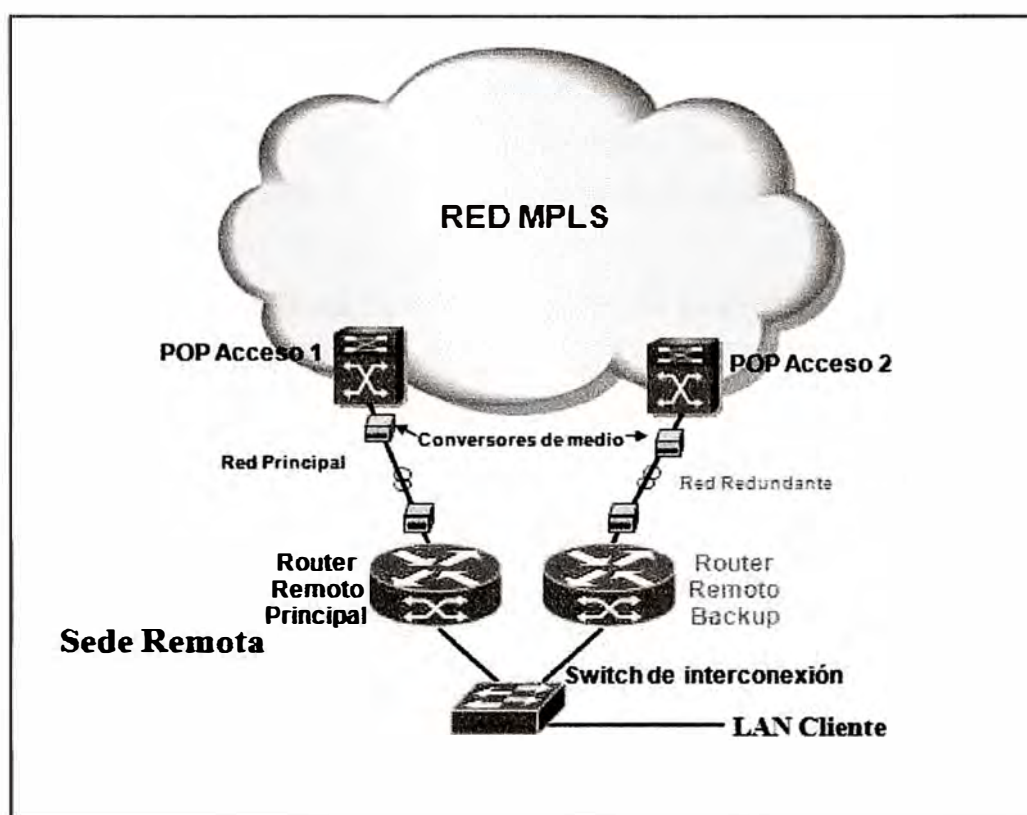 RED MPLS
POP Acceso 1
POP Acceso 2
Conversores de medio
Red Principal
Red Redundante
Router
Remoto
Principal
Router
Remoto
Backup
Sede Remota
Switch de interconexión
LAN Cliente